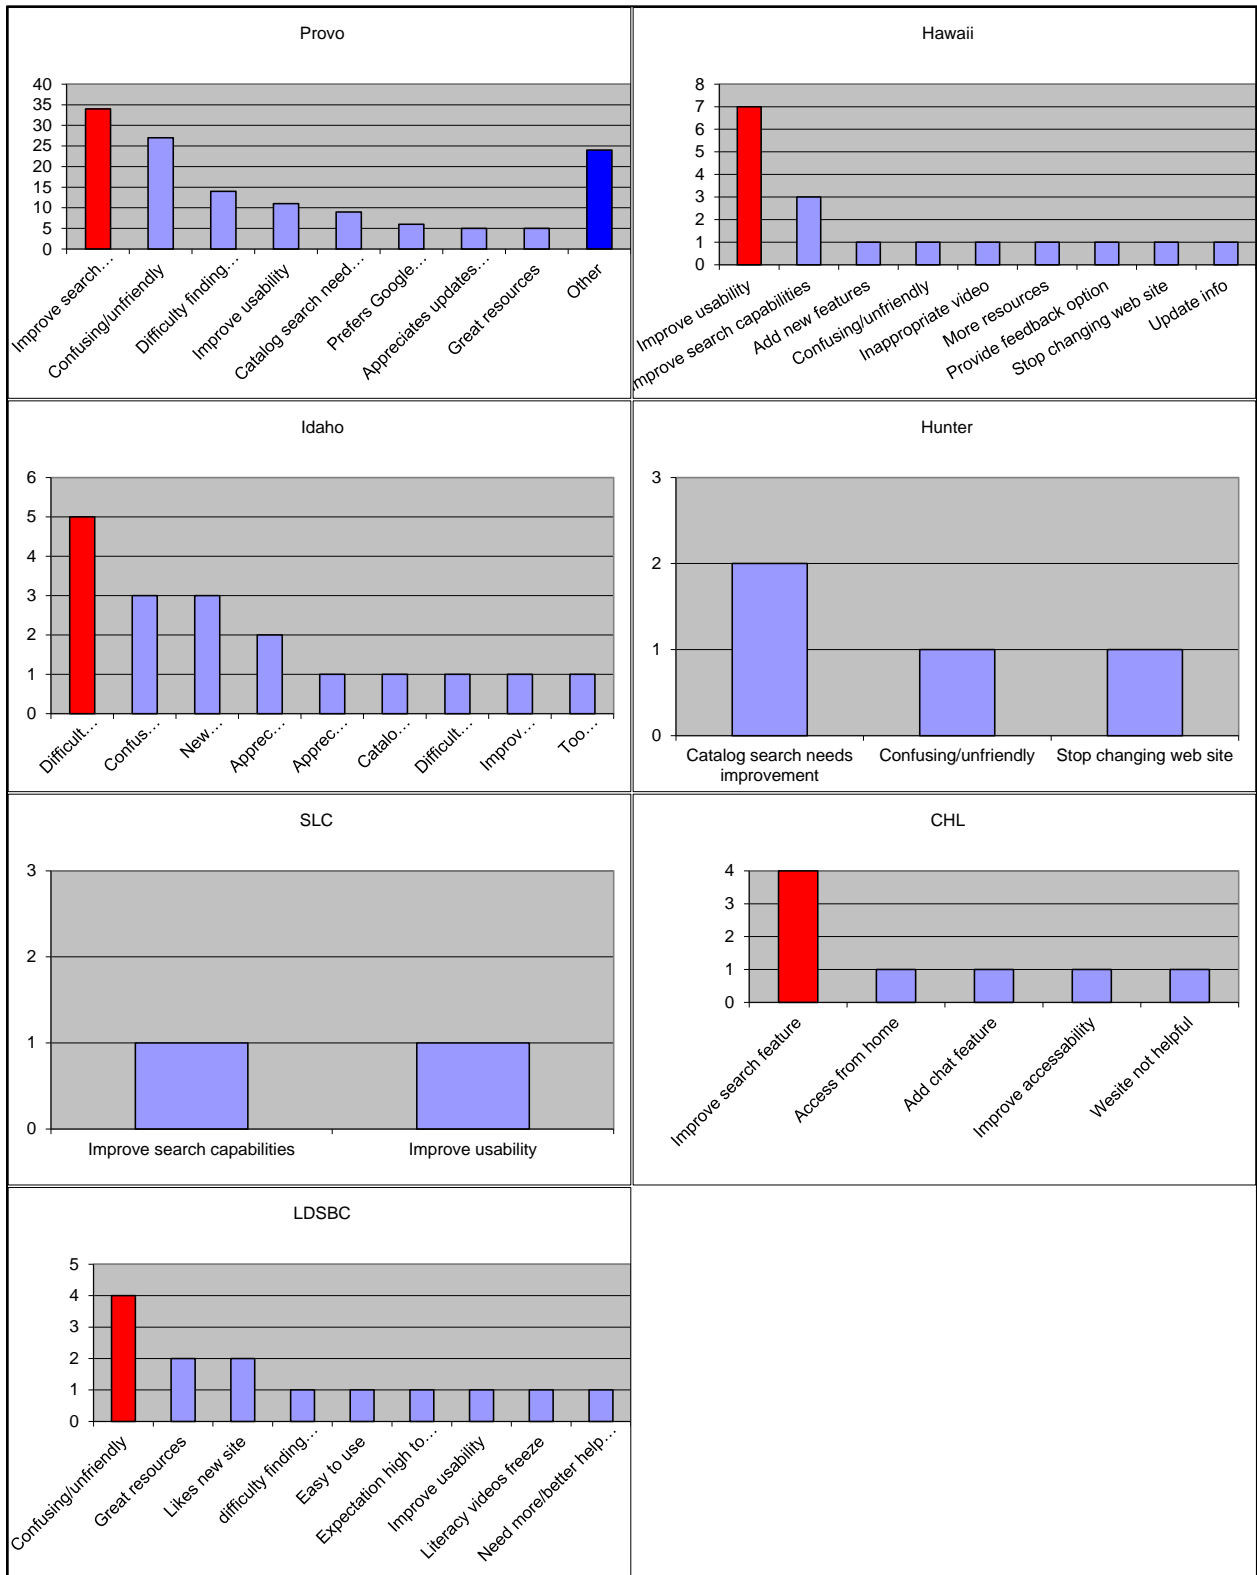 Provo
40
35
30
25
20
15
10
5
0
Improve search…
Confusing/unfriendly
Difficulty finding…
Improve usability
Catalog search need…
Prefers Google…
Appreciates updates…
Great resources
Other
Hawaii
8
7
6
5
4
3
2
1
0
Improve usability
Improve search capabilities
Add new features
Confusing/unfriendly
Inappropriate video
More resources
Provide feedback option
Stop changing web site
Update info
Idaho
6
5
4
3
2
1
0
Difficult…
Confus…
New…
Apprec…
Apprec…
Catalo…
Difficult…
Improv…
Too…
Hunter
3
2
1
0
Catalog search needs
improvement
Confusing/unfriendly
Stop changing web site
SLC
3
2
1
0
Improve search capabilities
Improve usability
CHL
4
3
2
1
0
Improve search feature
Access from home
Add chat feature
Improve accessability
Wesite not helpful
LDSBC
5
4
3
2
1
0
Confusing/unfriendly
Great resources
Likes new site
difficulty finding…
Easy to use
Expectation high to…
Improve usability
Literacy videos freeze
Need more/better help…